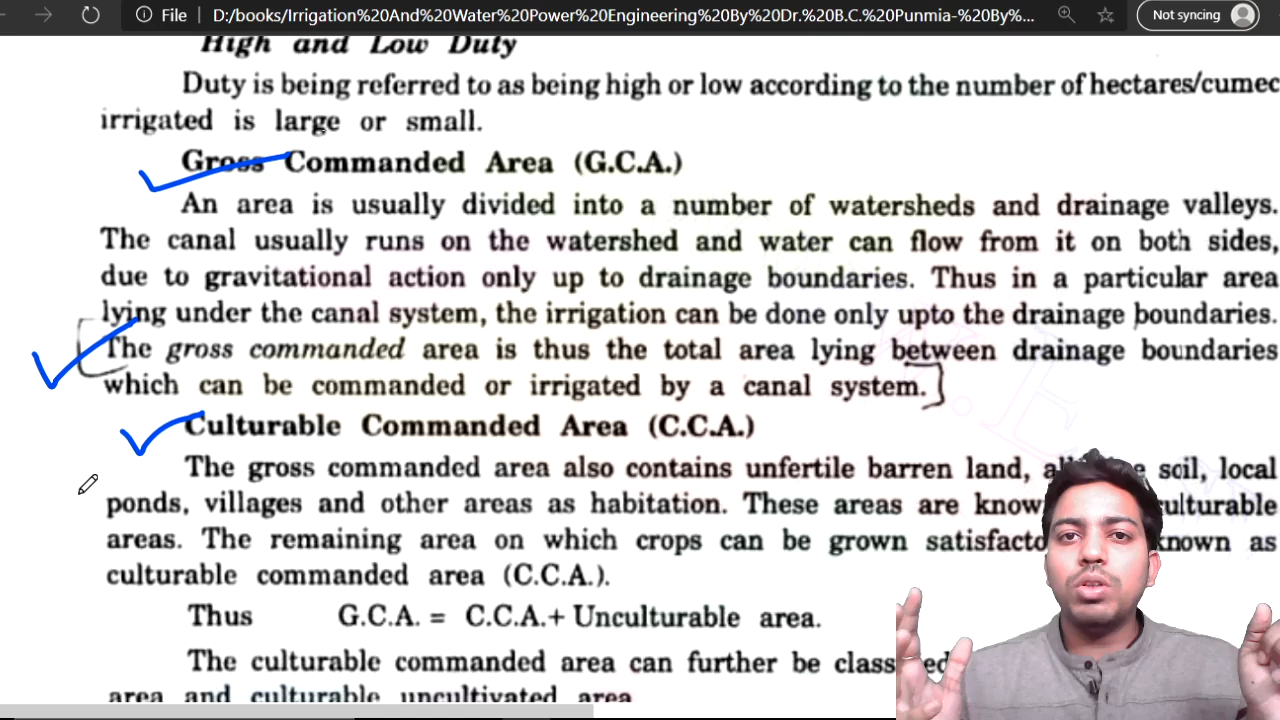 File D:/books/Irrigation%20And%20Water%20Power%20Engineering%20By%20Dr.%20B.C.%20Punmia-%20By%... Not syncing
High and Low Duty
Duty is being referred to as being high or low according to the number of hectares/cumec
irrigated is large or small.
Gross Commanded Area (G.C.A.)
An area is usually divided into a number of watersheds and drainage valleys.
The canal usually runs on the watershed and water can flow from it on both sides,
due to gravitational action only up to drainage boundaries. Thus in a particular area
lying under the canal system, the irrigation can be done only upto the drainage boundaries.
The gross commanded area is thus the total area lying between drainage boundaries
which can be commanded or irrigated by a canal system.
Culturable Commanded Area (C.C.A.)
The gross commanded area also contains unfertile barren land, soil, local
ponds, villages and other areas as habitation. These areas are know ulturable
areas. The remaining area on which crops can be grown satisfacto known as
culturable commanded area (C.C.A.).
Thus G.C.A. = C.C.A.+ Unculturable area.
The culturable commanded area can further be class ed
area and culturable uncultivated area